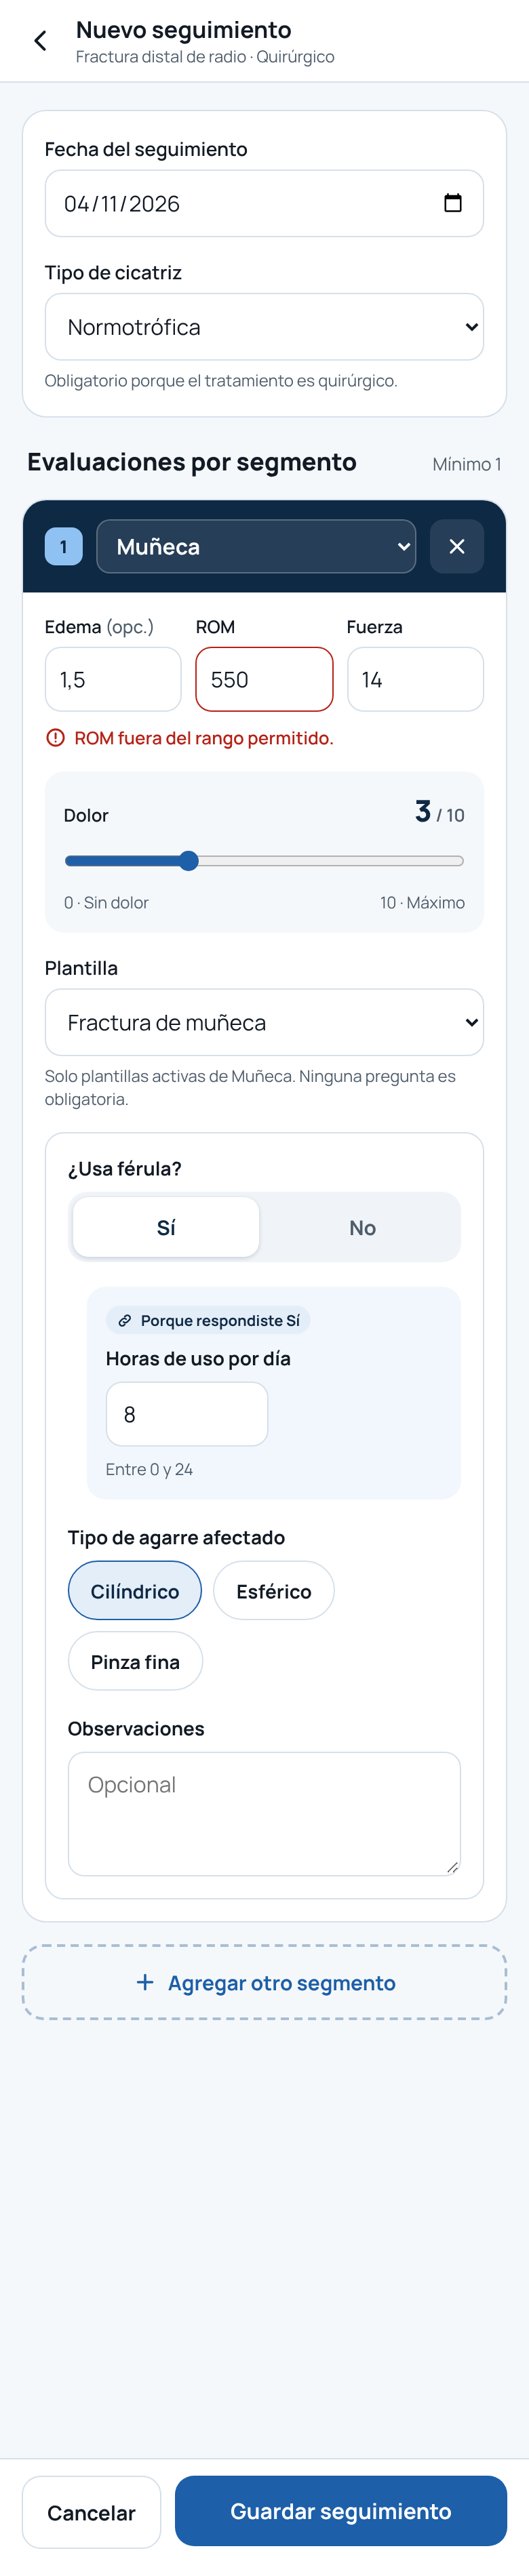 Nuevo seguimiento
Fractura distal de radio · Quirúrgico
Fecha del seguimiento
04/11/2026
Tipo de cicatriz
Normotrófica
Obligatorio porque el tratamiento es quirúrgico.
Evaluaciones por segmento Mínimo 1
1 Muñeca
Edema (opc.) ROM Fuerza
1,5 550 14
ROM fuera del rango permitido.
Dolor 3 / 10
0 · Sin dolor 10 · Máximo
Plantilla
Fractura de muñeca
Solo plantillas activas de Muñeca. Ninguna pregunta es
obligatoria.
¿Usa férula?
Sí No
Porque respondiste Sí
Horas de uso por día
8
Entre 0 y 24
Tipo de agarre afectado
Cilíndrico Esférico
Pinza fina
Observaciones
Opcional
Agregar otro segmento
Cancelar Guardar seguimiento